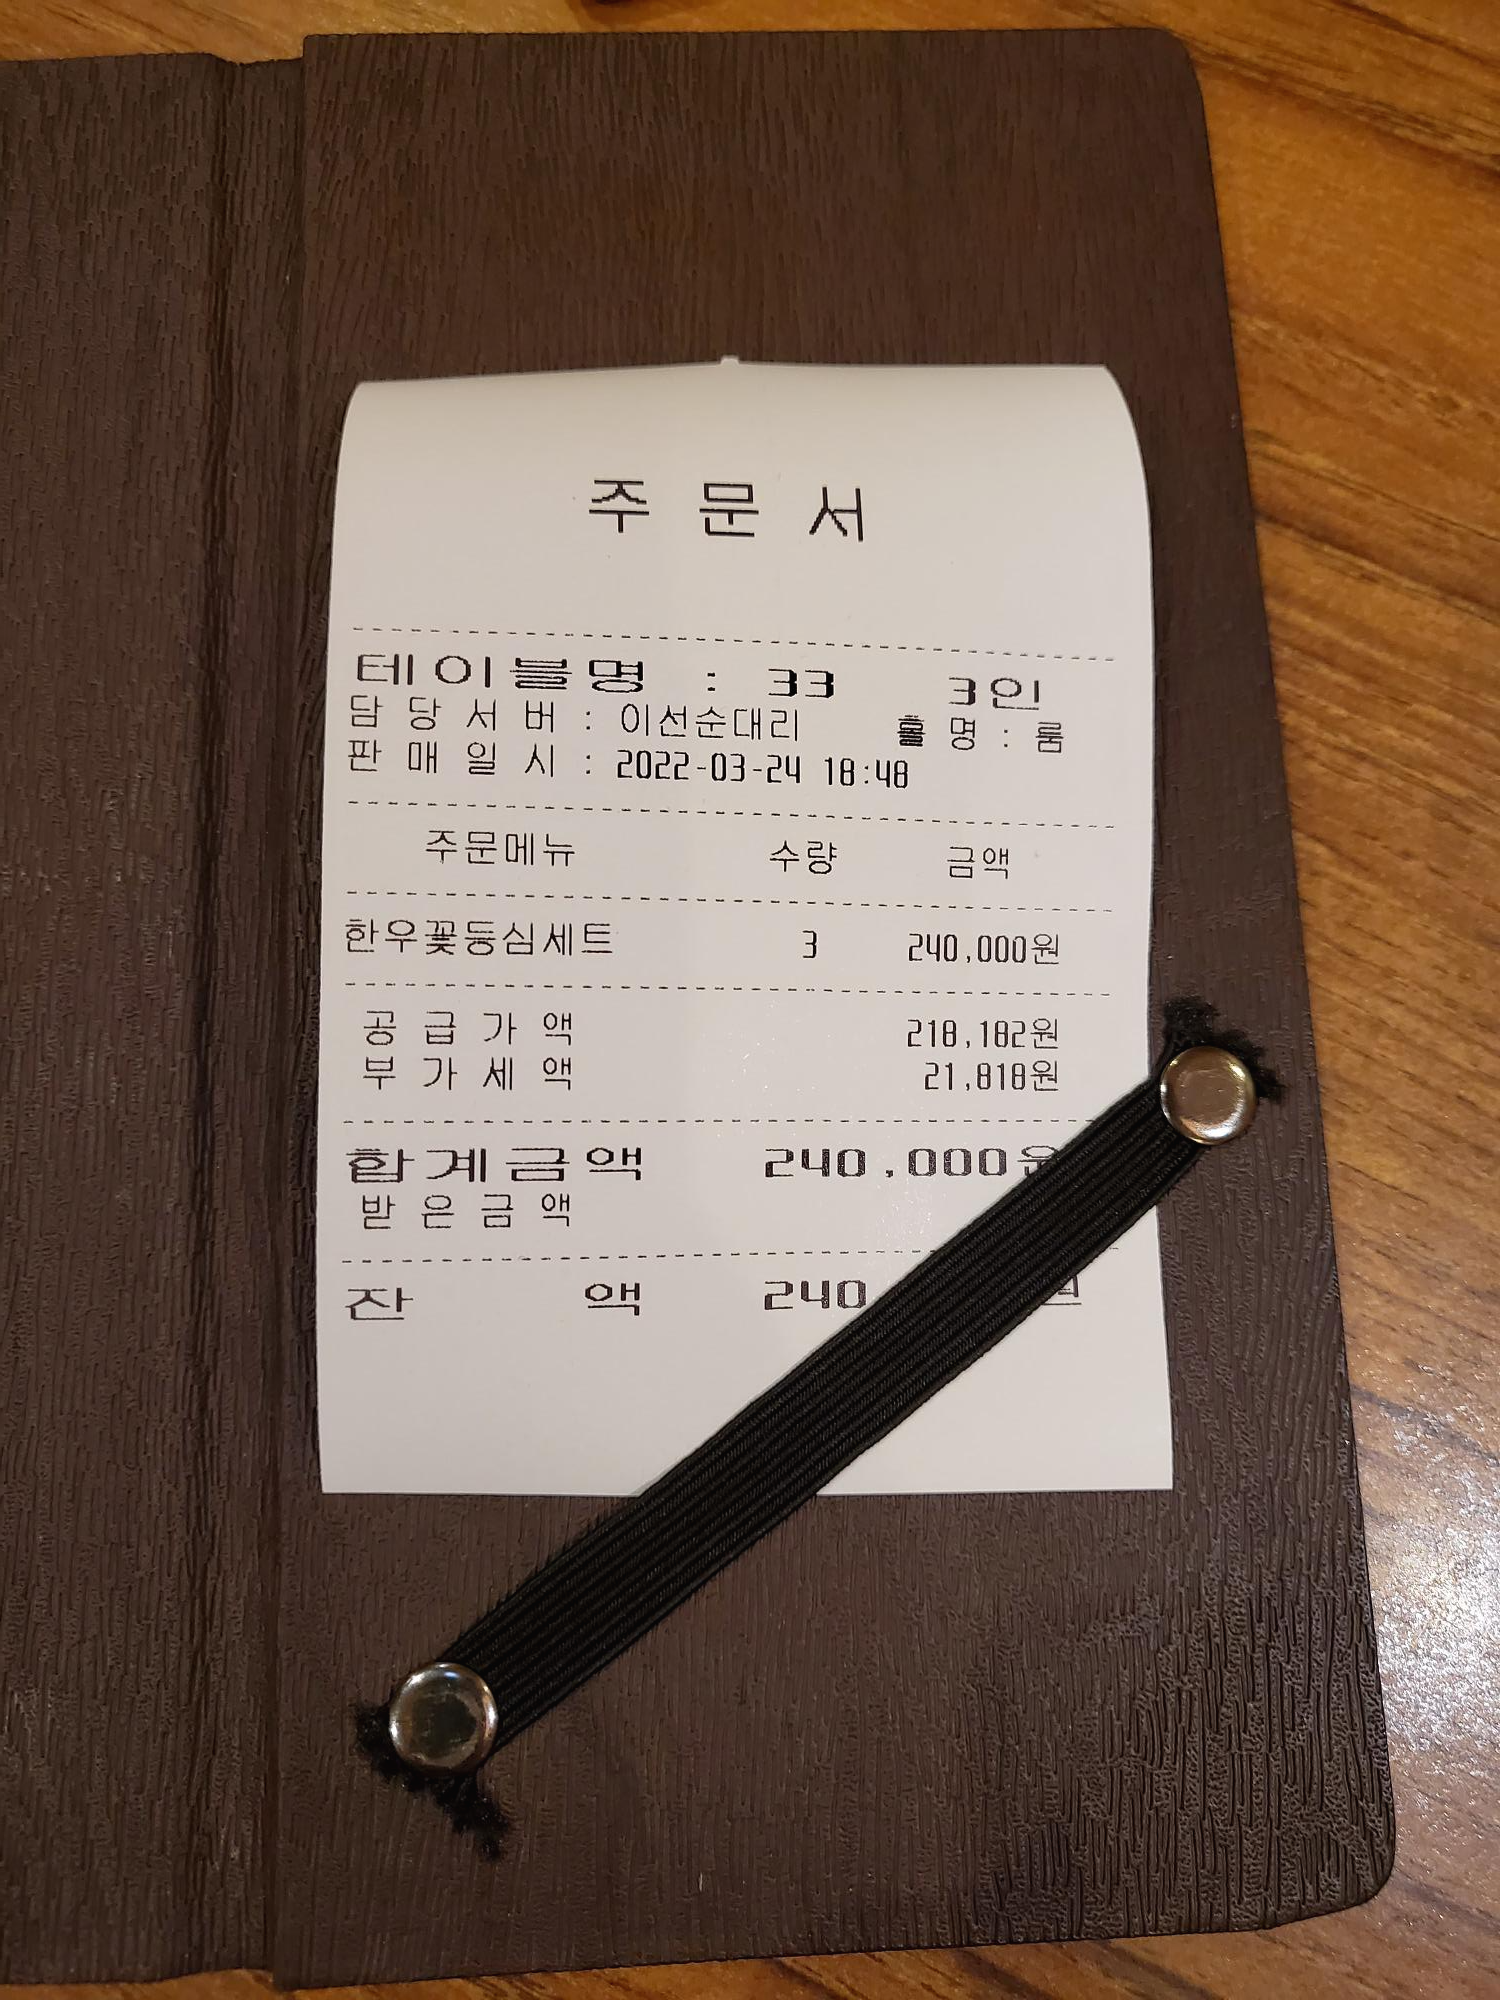 주 문 서
테이블명 : 33 3인
담 당 서 버 : 이선순대리 홀 명 : 룸
판 매 일 시 : 2022-03-24 18:48
주문메뉴 수량 금액
한우꽃등심세트 3 240,000원
공 급 가 액 218,182원
부 가 세 액 21,818원
합계금액 240,000원
받 은 금 액
잔 액 240